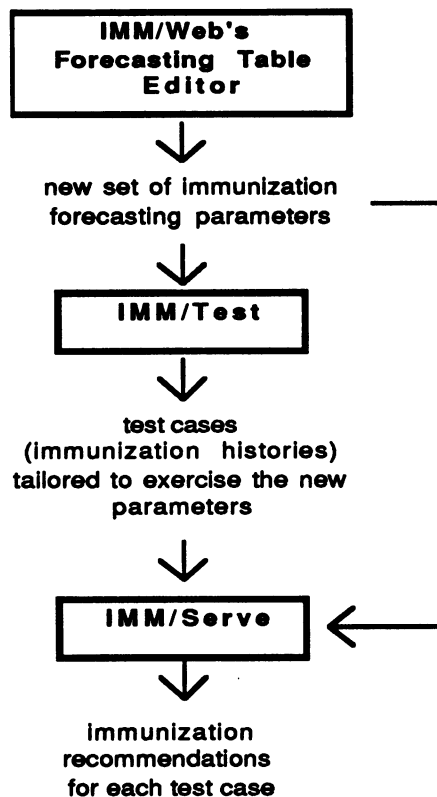 IMM/Web's
Forecasting Table
Editor
new set of immunization
forecasting parameters
IMM/Test
test cases
(immunization histories)
tailored to exercise the new
parameters
IMM/Serve
immunization
recommendations
for each test case